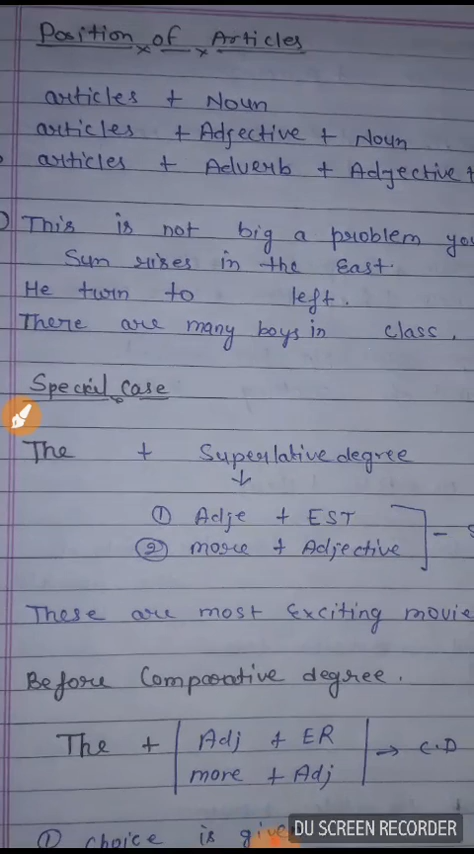 Position of Articles
articles + Noun
articles + Adjective + Noun
articles + Adverb + Adjective +
This is not big a problem you
Sun rises in the East.
He turn to left.
There are many boys in class.
Special Case
The + Superlative degree
↓
① Adje + EST
② more + Adjective
These are most Exciting movie
Before Comparative degree.
The + Adj + ER → C.D
more + Adj
① choice is given
DU SCREEN RECORDER